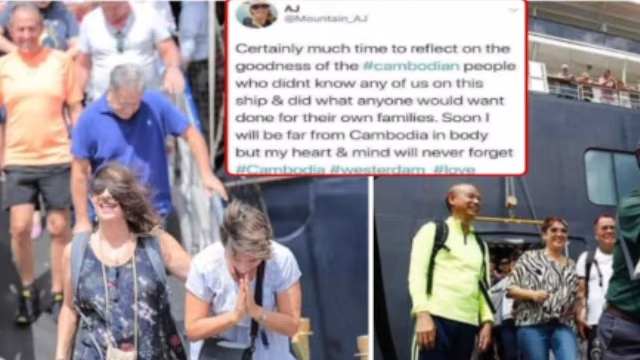 AJ
@Mountain_AJ
Certainly much time to reflect on the
goodness of the #cambodian people
who didnt know any of us on this
ship & did what anyone would want
done for their own families. Soon I
will be far from Cambodia in body
but my heart & mind will never forget
#Cambodia #westerdam #love